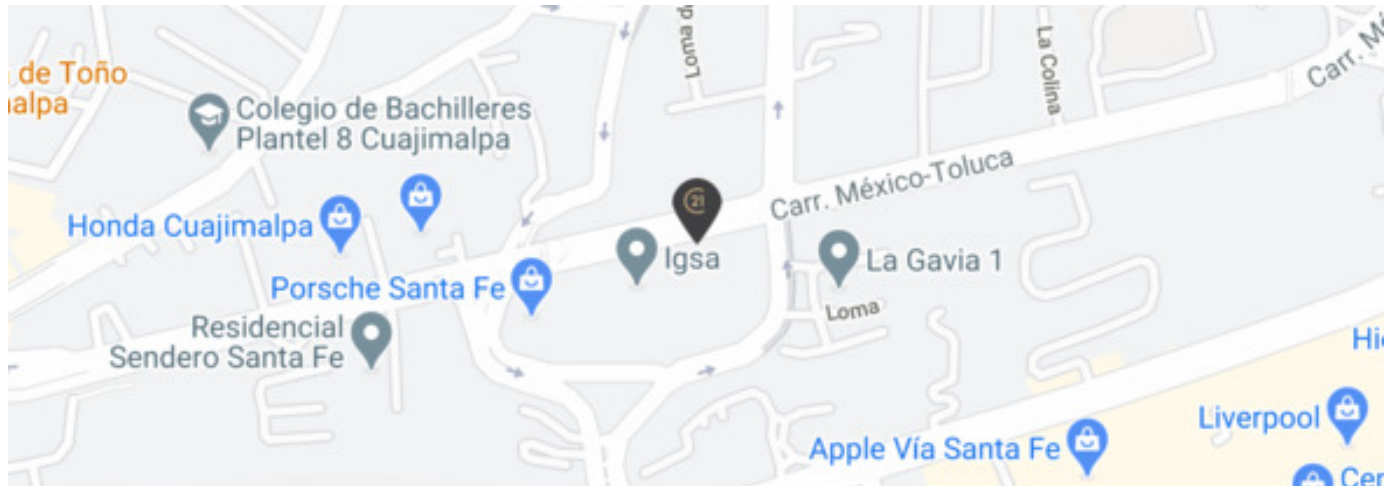 de Toño
alpa
Colegio de Bachilleres
Plantel 8 Cuajimalpa
Honda Cuajimalpa
Porsche Santa Fe
Residencial
Sendero Santa Fe
21
Igsa
Loma d
La Colina
Carr. Mé
Carr. México-Toluca
La Gavia 1
Loma
Hi
Liverpool
Apple Vía Santa Fe
Cer